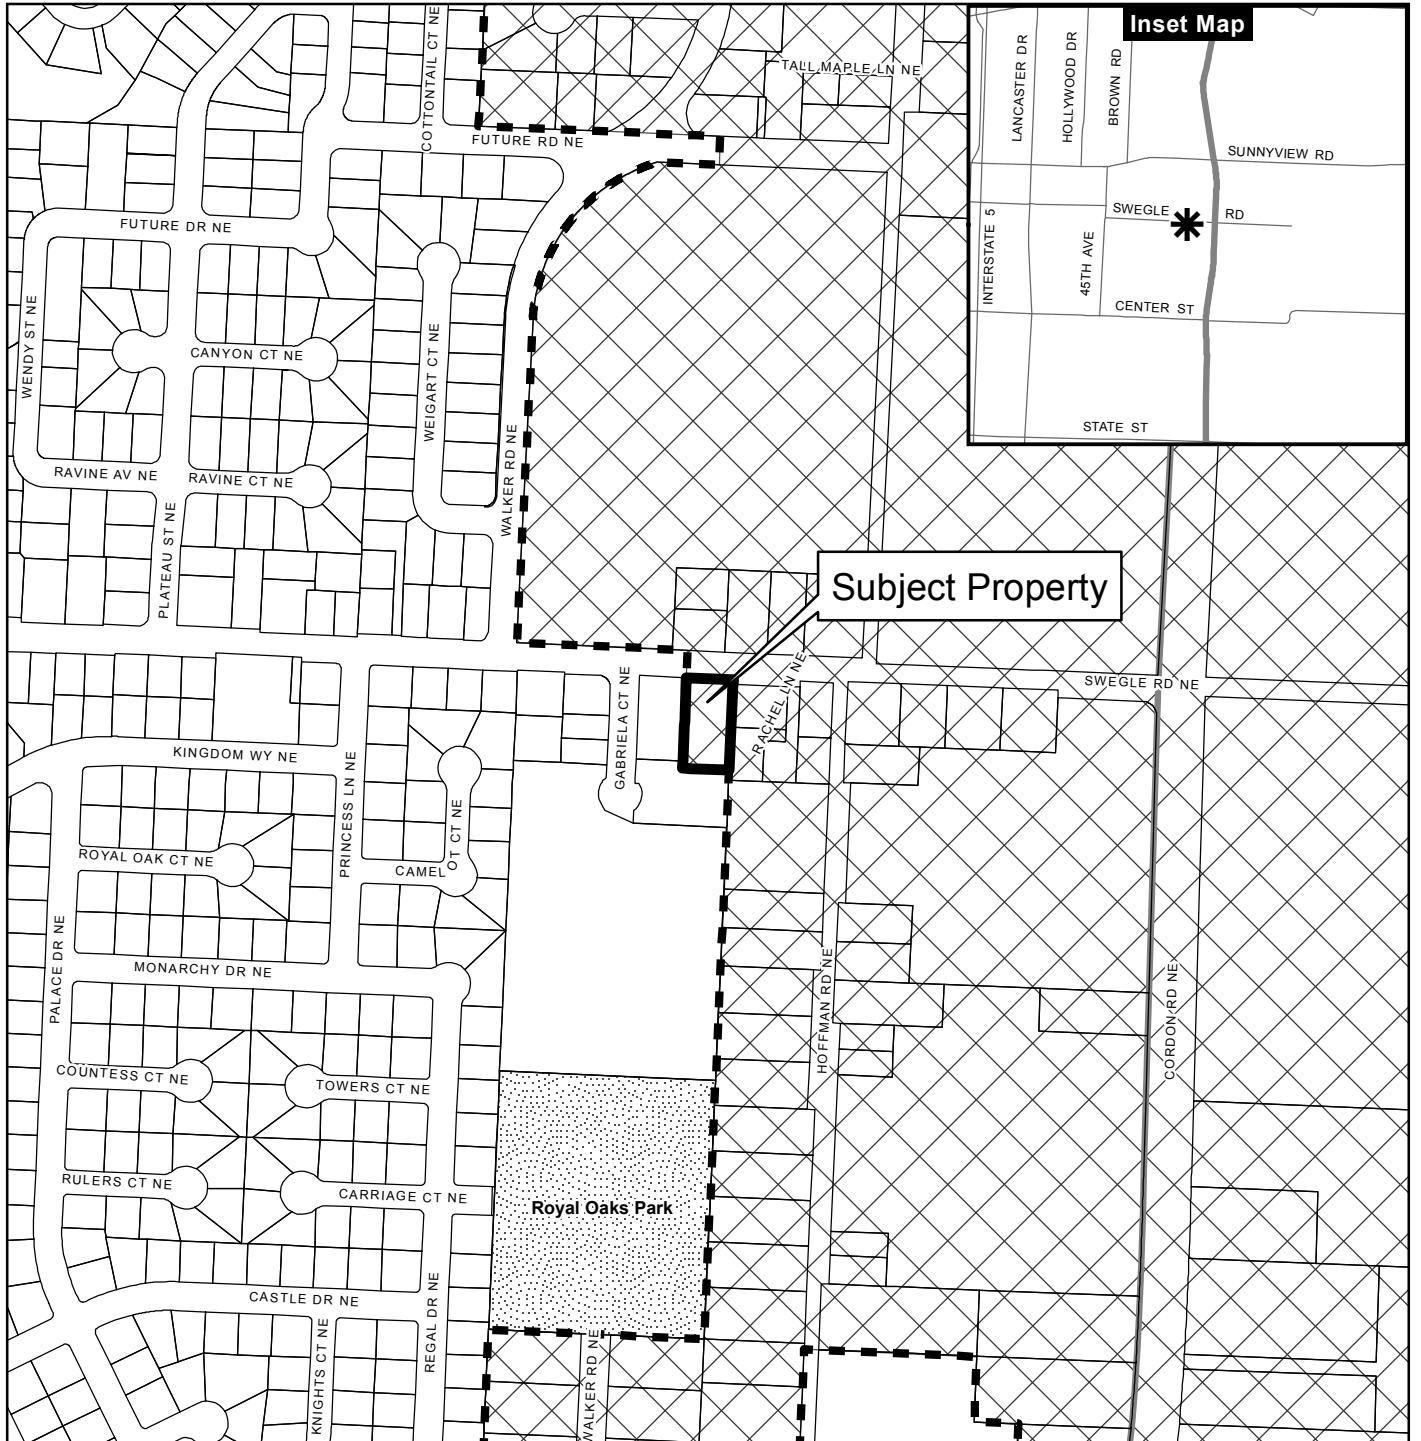 Inset Map
LANCASTER DR
HOLLYWOOD DR
BROWN RD
SUNNYVIEW RD
SWEGLE
RD
INTERSTATE 5
45TH AVE
CENTER ST
STATE ST
COTTONTAIL CT NE
TALL MAPLE LN NE
FUTURE RD NE
FUTURE DR NE
WENDY ST NE
CANYON CT NE
WEIGART CT NE
WALKER RD NE
RAVINE AV NE
RAVINE CT NE
PLATEAU ST NE
Subject Property
SWEGLE RD NE
GABRIELA CT NE
RACHEL LN NE
KINGDOM WY NE
PRINCESS LN NE
ROYAL OAK CT NE
CAMELOT CT NE
PALACE DR NE
MONARCHY DR NE
HOFFMAN RD NE
CORDON RD NE
COUNTESS CT NE
TOWERS CT NE
RULERS CT NE
CARRIAGE CT NE
Royal Oaks Park
CASTLE DR NE
REGAL DR NE
KNIGHTS CT NE
WALKER RD NE